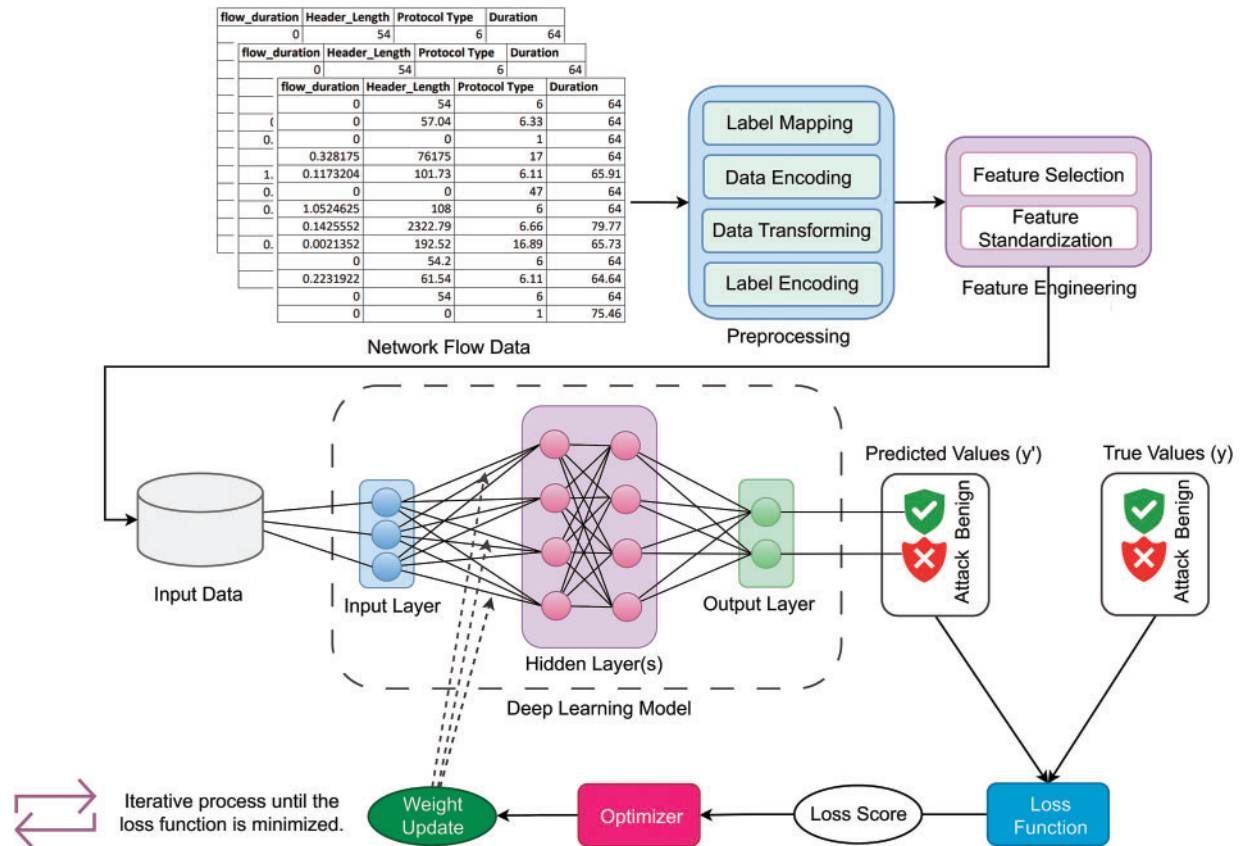 flow_duration Header_Length Protocol Type Duration
0 54 6 64
flow_duration Header_Length Protocol Type Duration
0 54 6 64
flow_duration Header_Length Protocol Type Duration
0 54 6 64
0 57.04 6.33 64
0 0 1 64
0.328175 76175 17 64
0.1173204 101.73 6.11 65.91
0 0 47 64
1.0524625 108 6 64
0.1425552 2322.79 6.66 79.77
0.0021352 192.52 16.89 65.73
0 54.2 6 64
0.2231922 61.54 6.11 64.64
0 54 6 64
0 0 1 75.46
0.
1.
0.
0.
0.
Network Flow Data
Label Mapping
Data Encoding
Data Transforming
Label Encoding
Preprocessing
Feature Selection
Feature
Standardization
Feature Engineering
Input Data
Input Layer
Hidden Layer(s)
Output Layer
Deep Learning Model
Predicted Values (y')
Benign
Attack
True Values (y)
Benign
Attack
Loss
Function
Loss Score
Optimizer
Weight
Update
Iterative process until the
loss function is minimized.